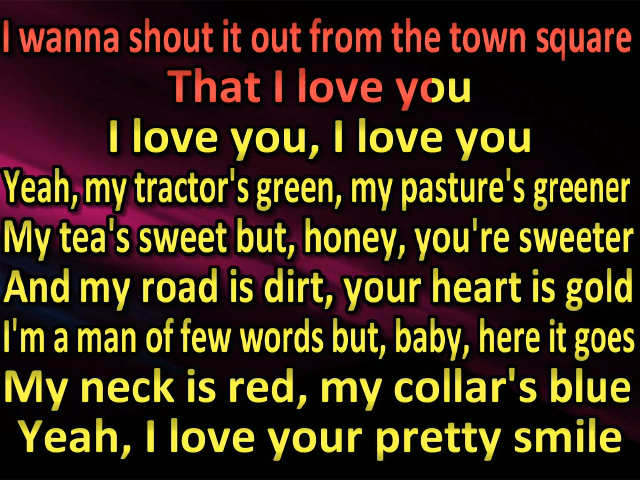 I wanna shout it out from the town square
That I love you
I love you, I love you
Yeah, my tractor's green, my pasture's greener
My tea's sweet but, honey, you're sweeter
And my road is dirt, your heart is gold
I'm a man of few words but, baby, here it goes
My neck is red, my collar's blue
Yeah, I love your pretty smile